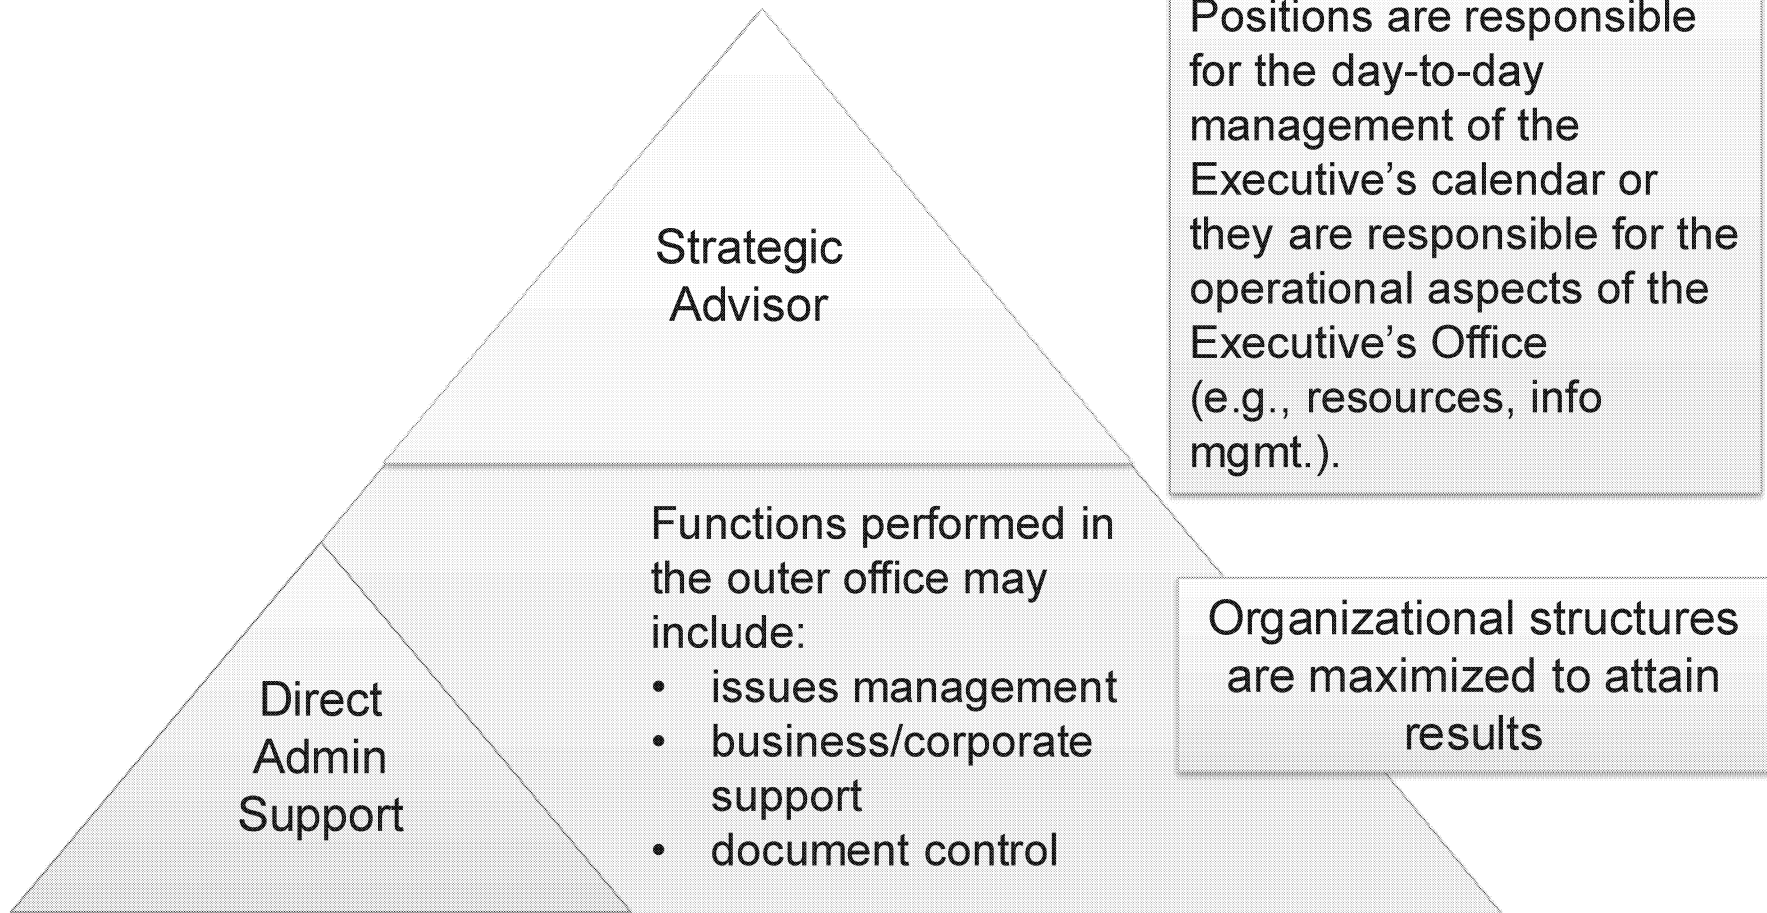 Positions are responsible
for the day-to-day
management of the
Executive’s calendar or
they are responsible for the
operational aspects of the
Executive’s Office
(e.g., resources, info
mgmt.).
Strategic
Advisor
Functions performed in
the outer office may
include:
• issues management
• business/corporate
support
• document control
Organizational structures
are maximized to attain
results
Direct
Admin
Support